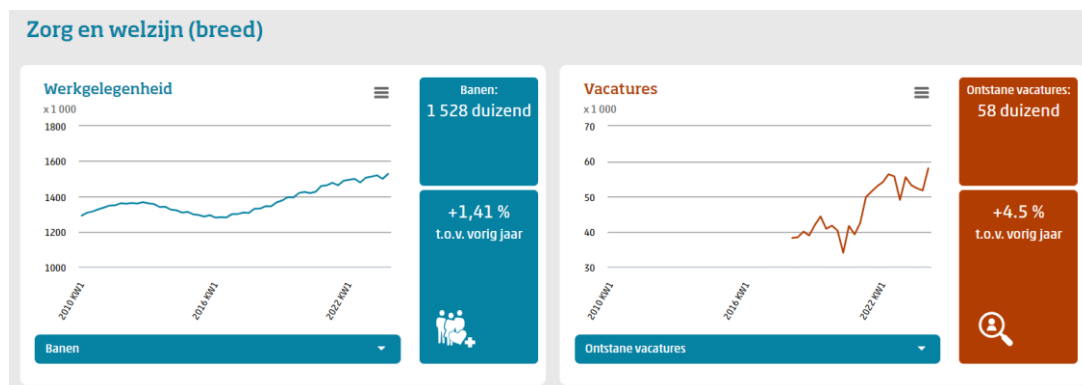 Zorg en welzijn (breed)
Werkgelegenheid
x 1 000
1800
1600
1400
1200
1000
2010 KW1
2016 KW1
2022 KW1
Banen
Banen:
1 528 duizend
+1,41 %
t.o.v. vorig jaar
Vacatures
x 1 000
70
60
50
40
30
2010 KW1
2016 KW1
2022 KW1
Ontstane vacatures
Ontstane vacatures:
58 duizend
+4.5 %
t.o.v. vorig jaar